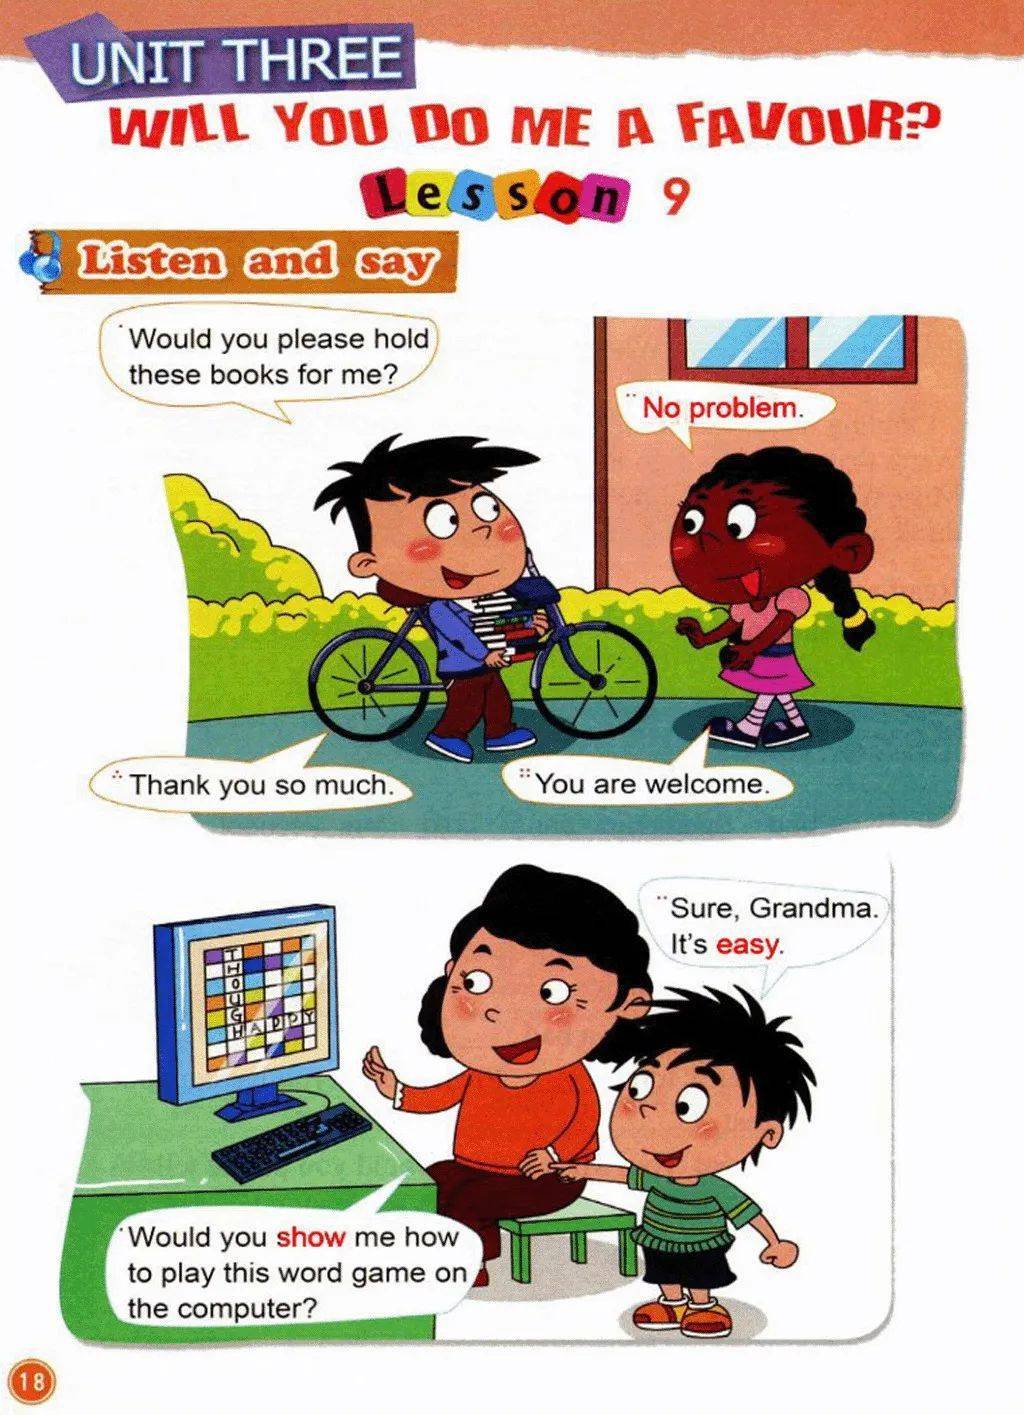 UNIT THREE
WILL YOU DO ME A FAVOUR?
Lesson 9
Listen and say
Would you please hold
these books for me?
No problem.
Thank you so much.
You are welcome.
Sure, Grandma.
It's easy.
T
H
O
U
G
HAPPY
Would you show me how
to play this word game on
the computer?
18